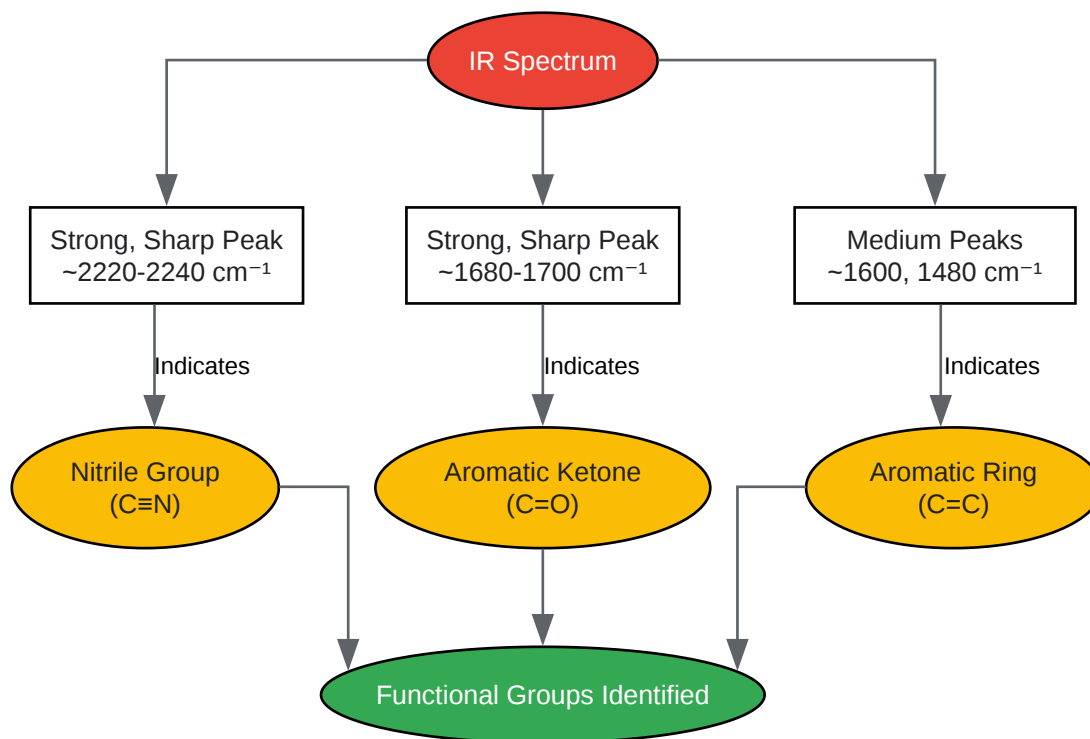 IR Spectrum
Strong, Sharp Peak
~2220-2240 cm⁻¹
Strong, Sharp Peak
~1680-1700 cm⁻¹
Medium Peaks
~1600, 1480 cm⁻¹
Indicates
Indicates
Indicates
Nitrile Group
(C≡N)
Aromatic Ketone
(C=O)
Aromatic Ring
(C=C)
Functional Groups Identified